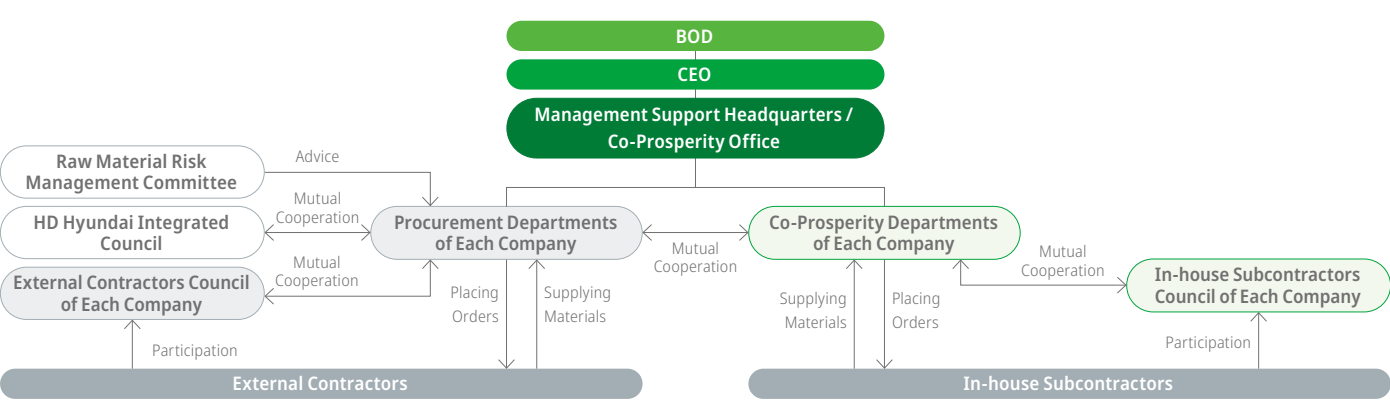 BOD
CEO
Management Support Headquarters /
Co-Prosperity Office
Raw Material Risk
Management Committee
Advice
HD Hyundai Integrated
Council
Mutual
Cooperation
External Contractors Council
of Each Company
Mutual
Cooperation
Procurement Departments
of Each Company
Mutual
Cooperation
Co-Prosperity Departments
of Each Company
Mutual
Cooperation
In-house Subcontractors
Council of Each Company
Participation
Placing
Orders
Supplying
Materials
Supplying
Materials
Placing
Orders
Participation
External Contractors
In-house Subcontractors